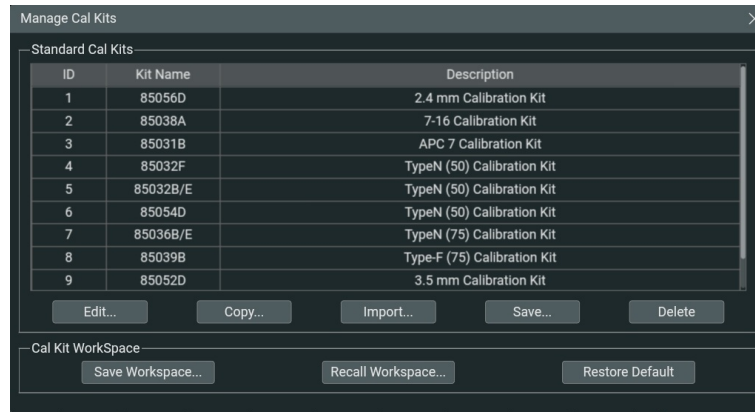 Manage Cal Kits
Standard Cal Kits
ID Kit Name Description
1 85056D 2.4 mm Calibration Kit
2 85038A 7-16 Calibration Kit
3 85031B APC 7 Calibration Kit
4 85032F TypeN (50) Calibration Kit
5 85032B/E TypeN (50) Calibration Kit
6 85054D TypeN (50) Calibration Kit
7 85036B/E TypeN (75) Calibration Kit
8 85039B Type-F (75) Calibration Kit
9 85052D 3.5 mm Calibration Kit
Edit... Copy... Import... Save... Delete
Cal Kit WorkSpace
Save Workspace... Recall Workspace... Restore Default